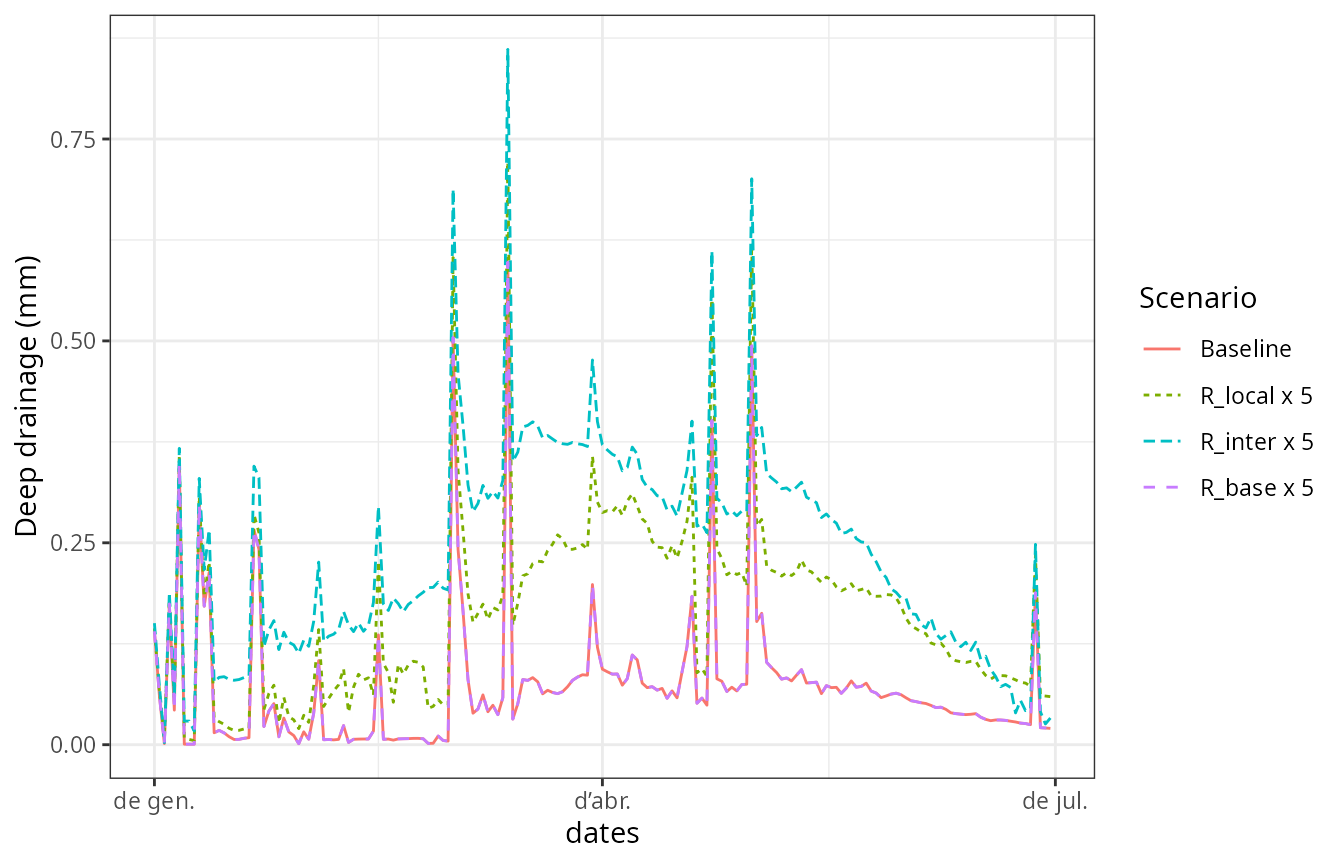 Deep drainage (mm)
0.75
0.50
0.25
0.00
de gen.
d’abr.
de jul.
dates
Scenario
Baseline
R_local x 5
R_inter x 5
R_base x 5